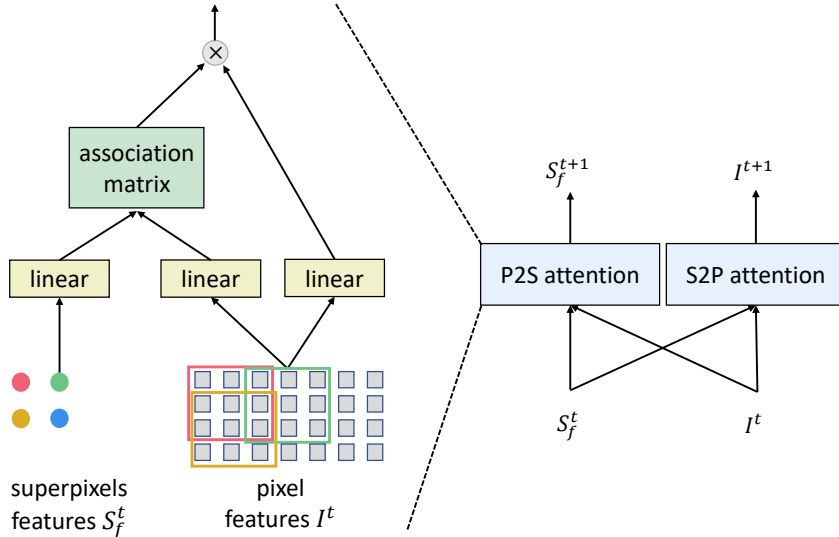 ×
association
matrix
linear
linear
linear
superpixels
features $S_f^t$
pixel
features $I^t$
$S_f^{t+1}$
$I^{t+1}$
P2S attention
S2P attention
$S_f^t$
$I^t$